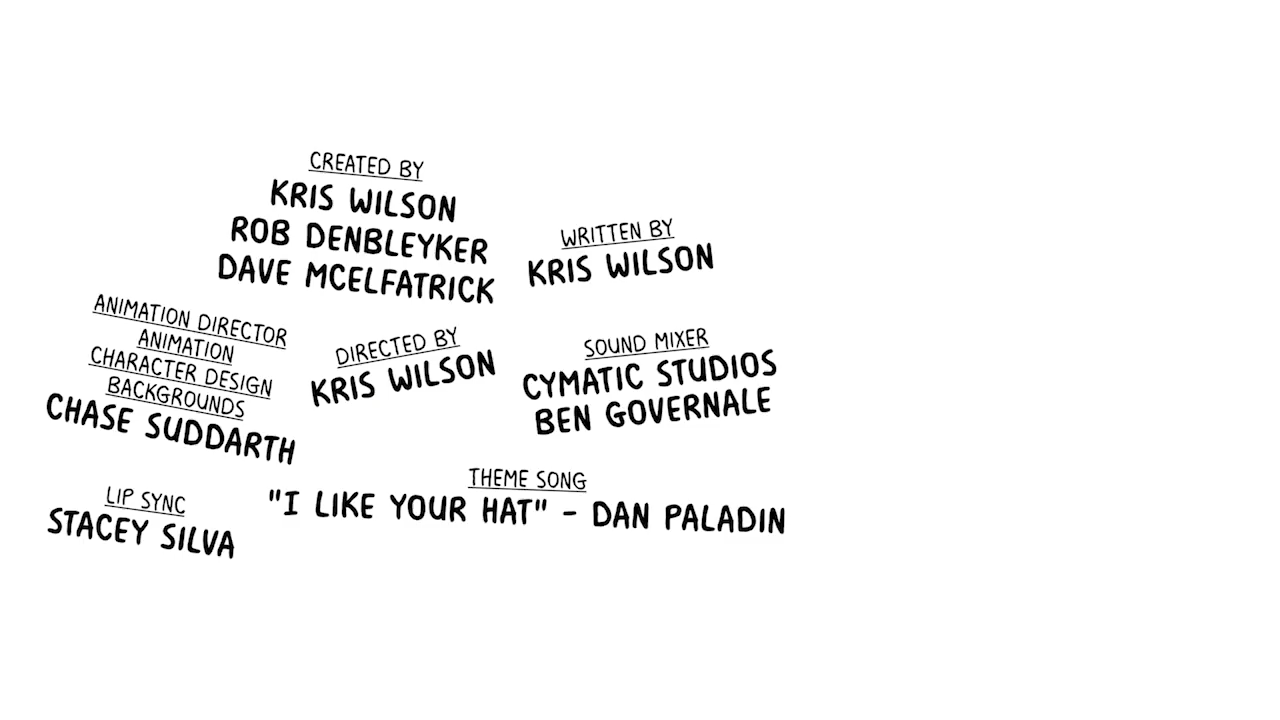 CREATED BY
KRIS WILSON
ROB DENBLEYKER
DAVE MCELFATRICK
WRITTEN BY
KRIS WILSON
ANIMATION DIRECTOR
ANIMATION
CHARACTER DESIGN
BACKGROUNDS
CHASE SUDDARTH
DIRECTED BY
KRIS WILSON
SOUND MIXER
CYMATIC STUDIOS
BEN GOVERNALE
LIP SYNC
STACEY SILVA
THEME SONG
"I LIKE YOUR HAT" - DAN PALADIN